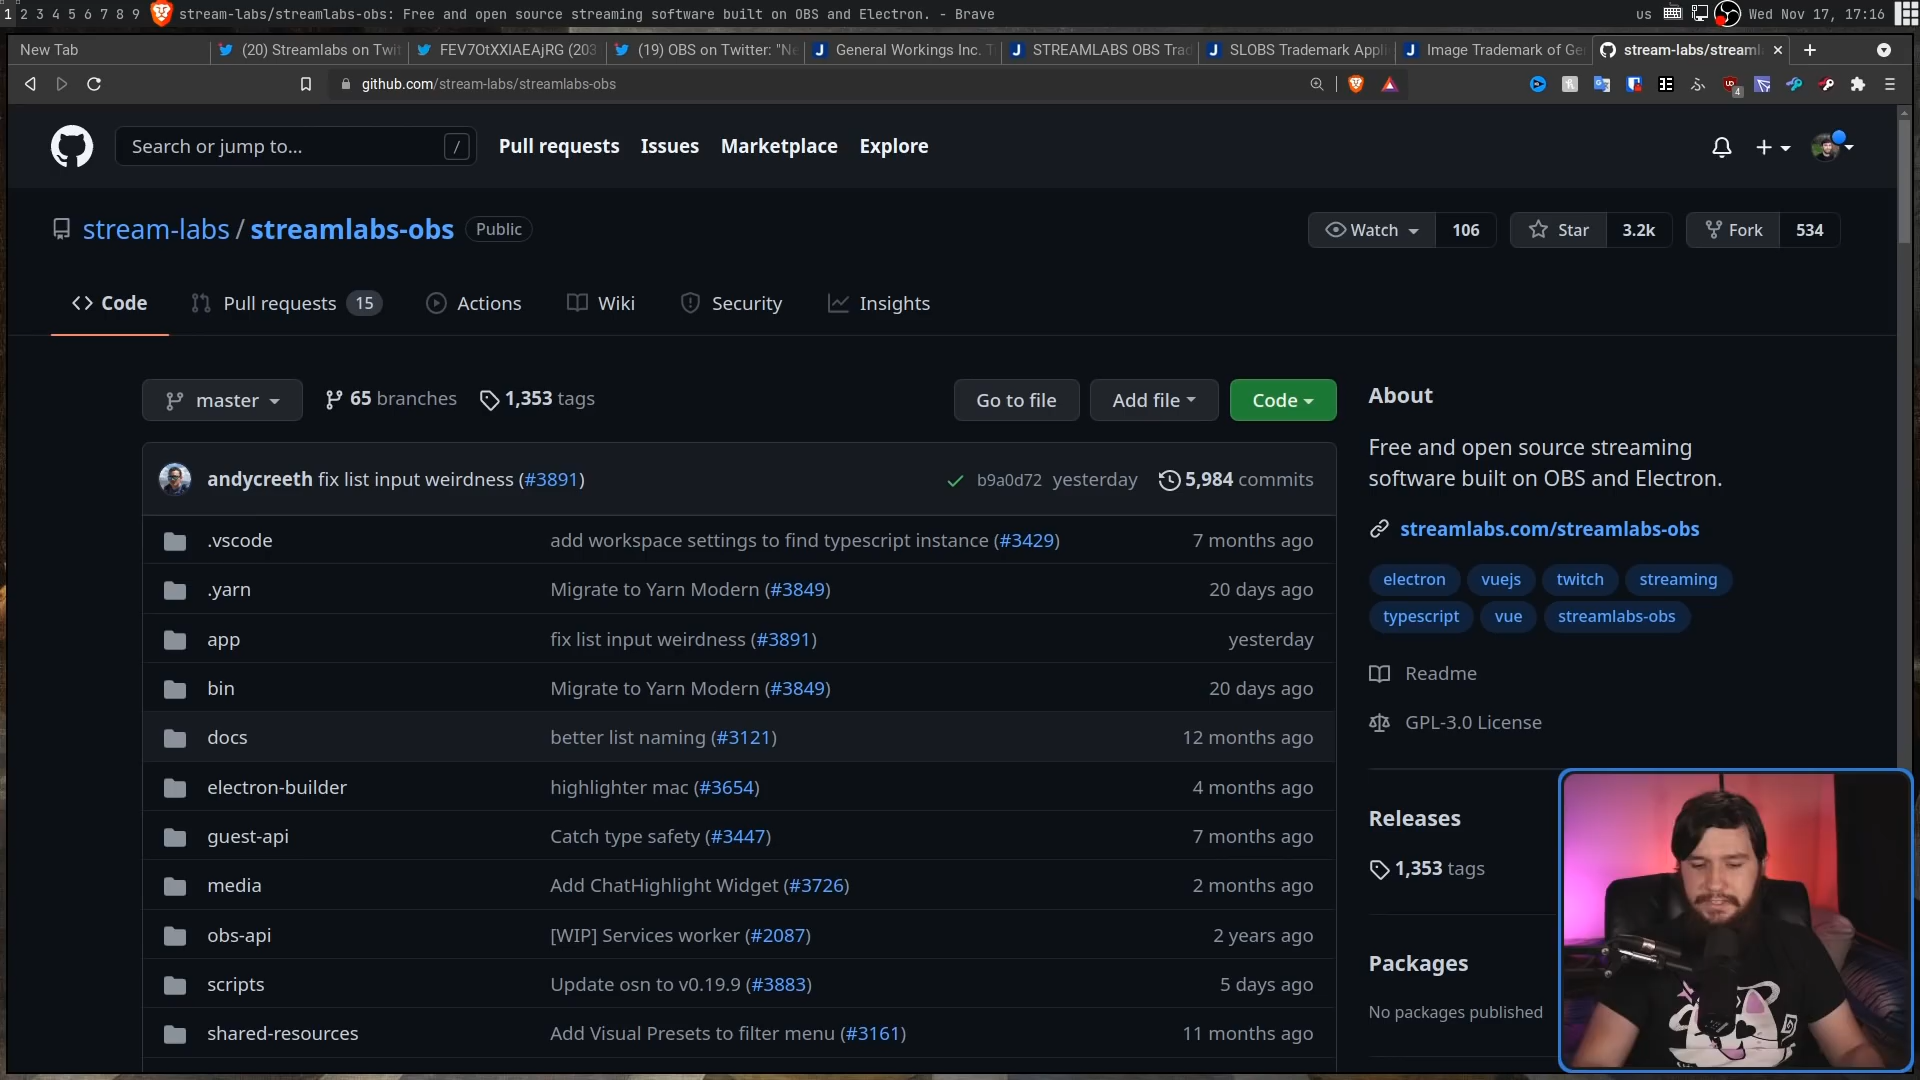 1 2 3 4 5 6 7 8 9 stream-labs/streamlabs-obs: Free and open source streaming software built on OBS and Electron. - Brave us Wed Nov 17, 17:16
New Tab (20) Streamlabs on Twit FEV7OtXXIAEAjRG (203 (19) OBS on Twitter: "Ne General Workings Inc. T STREAMLABS OBS Trad SLOBS Trademark Appli Image Trademark of Ge stream-labs/streaml
github.com/stream-labs/streamlabs-obs 4
Search or jump to... / Pull requests Issues Marketplace Explore
stream-labs / streamlabs-obs Public Watch 106 Star 3.2k Fork 534
Code Pull requests 15 Actions Wiki Security Insights
master 65 branches 1,353 tags Go to file Add file Code About
Free and open source streaming
software built on OBS and Electron.
andycreeth fix list input weirdness (#3891) b9a0d72 yesterday 5,984 commits
streamlabs.com/streamlabs-obs
.vscode add workspace settings to find typescript instance (#3429) 7 months ago
electron vuejs twitch streaming
.yarn Migrate to Yarn Modern (#3849) 20 days ago
typescript vue streamlabs-obs
app fix list input weirdness (#3891) yesterday
Readme
bin Migrate to Yarn Modern (#3849) 20 days ago
GPL-3.0 License
docs better list naming (#3121) 12 months ago
electron-builder highlighter mac (#3654) 4 months ago
Releases
guest-api Catch type safety (#3447) 7 months ago
1,353 tags
media Add ChatHighlight Widget (#3726) 2 months ago
obs-api [WIP] Services worker (#2087) 2 years ago
Packages
scripts Update osn to v0.19.9 (#3883) 5 days ago
No packages published
shared-resources Add Visual Presets to filter menu (#3161) 11 months ago